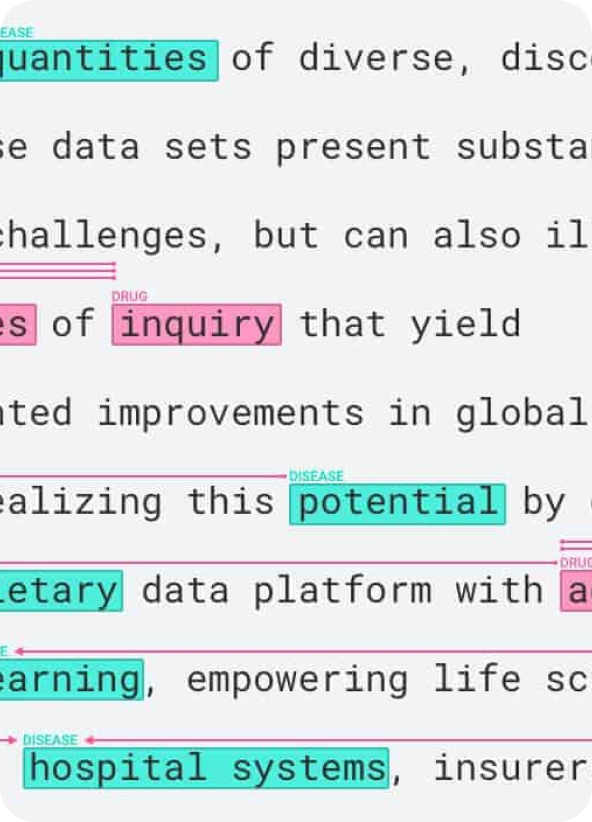 EASE
quantities of diverse, disc
se data sets present substa
challenges, but can also il
DRUG
es of inquiry that yield
nted improvements in global
DISEASE
ealizing this potential by
DRUG
ietary data platform with a
E
earning, empowering life sc
DISEASE
hospital systems, insurer